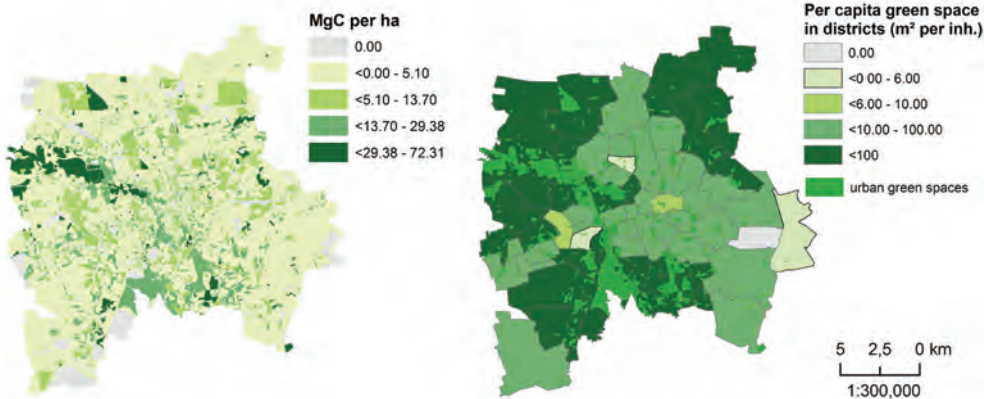 MgC per ha
0.00
<0.00 - 5.10
<5.10 - 13.70
<13.70 - 29.38
<29.38 - 72.31
Per capita green space
in districts (m² per inh.)
0.00
<0 00 - 6.00
<6.00 - 10.00
<10.00 - 100.00
<100
urban green spaces
5 2,5 0 km
1:300,000